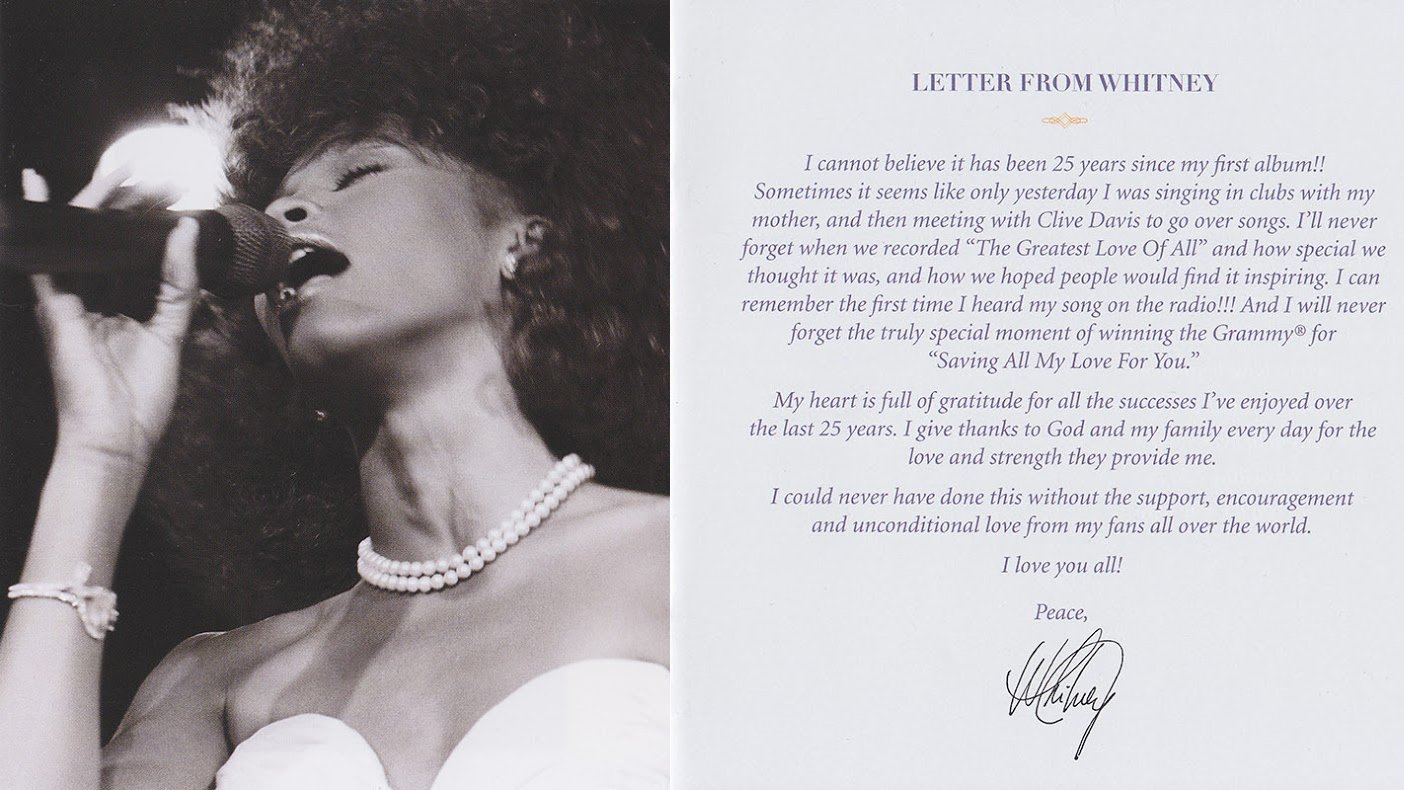 LETTER FROM WHITNEY
I cannot believe it has been 25 years since my first album!!
Sometimes it seems like only yesterday I was singing in clubs with my
mother, and then meeting with Clive Davis to go over songs. I’ll never
forget when we recorded “The Greatest Love Of All” and how special we
thought it was, and how we hoped people would find it inspiring. I can
remember the first time I heard my song on the radio!!! And I will never
forget the truly special moment of winning the Grammy® for
“Saving All My Love For You.”
My heart is full of gratitude for all the successes I’ve enjoyed over
the last 25 years. I give thanks to God and my family every day for the
love and strength they provide me.
I could never have done this without the support, encouragement
and unconditional love from my fans all over the world.
I love you all!
Peace,
Whitney